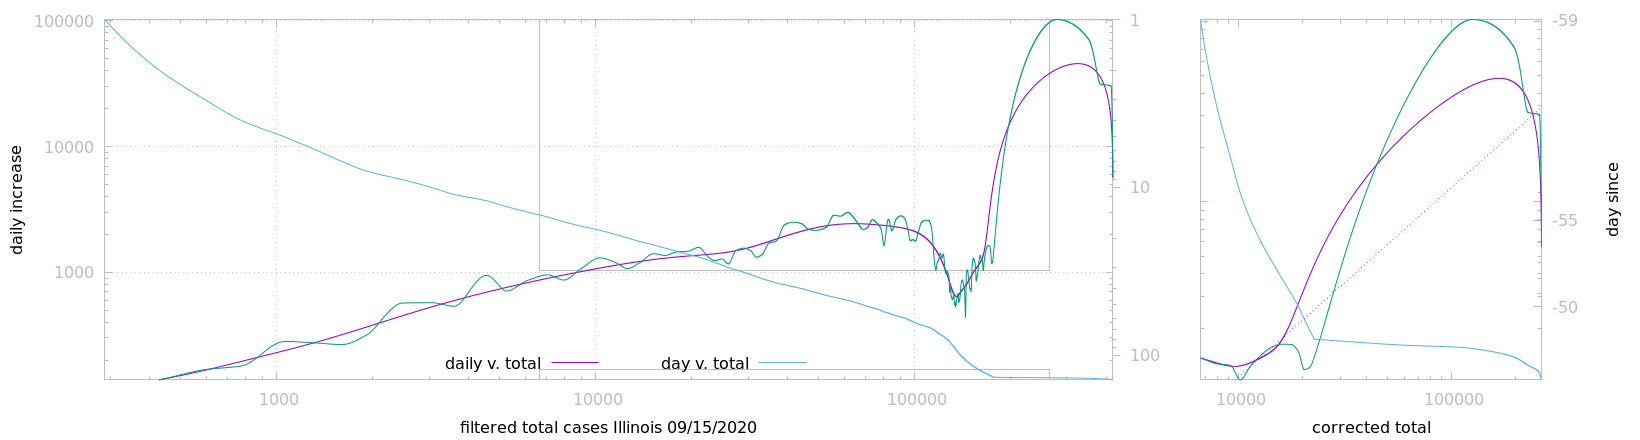 100000
10000
1000
daily increase
1000
10000
100000
filtered total cases Illinois 09/15/2020
daily v. total
day v. total
1
10
100
10000
100000
corrected total
-59
-55
-50
day since